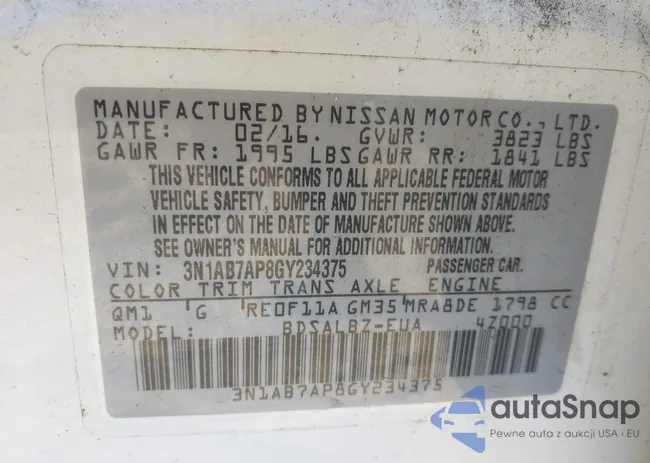 MANUFACTURED BY NISSAN MOTOR CO., LTD.
DATE: 02/16. GVWR: 3823 LBS
GAWR FR: 1995 LBS GAWR RR: 1841 LBS
THIS VEHICLE CONFORMS TO ALL APPLICABLE FEDERAL MOTOR
VEHICLE SAFETY, BUMPER AND THEFT PREVENTION STANDARDS
IN EFFECT ON THE DATE OF MANUFACTURE SHOWN ABOVE.
SEE OWNER'S MANUAL FOR ADDITIONAL INFORMATION.
VIN: 3N1AB7AP8GY234375 PASSENGER CAR.
COLOR TRIM TRANS AXLE ENGINE
QM1 G RE0F11A GM35 MRA8DE 1798 CC
MODEL: BDSALBZ-EUA 4Z000
3N1AB7AP8GY234375
autoSnap
Pewne auta z aukcji USA i EU